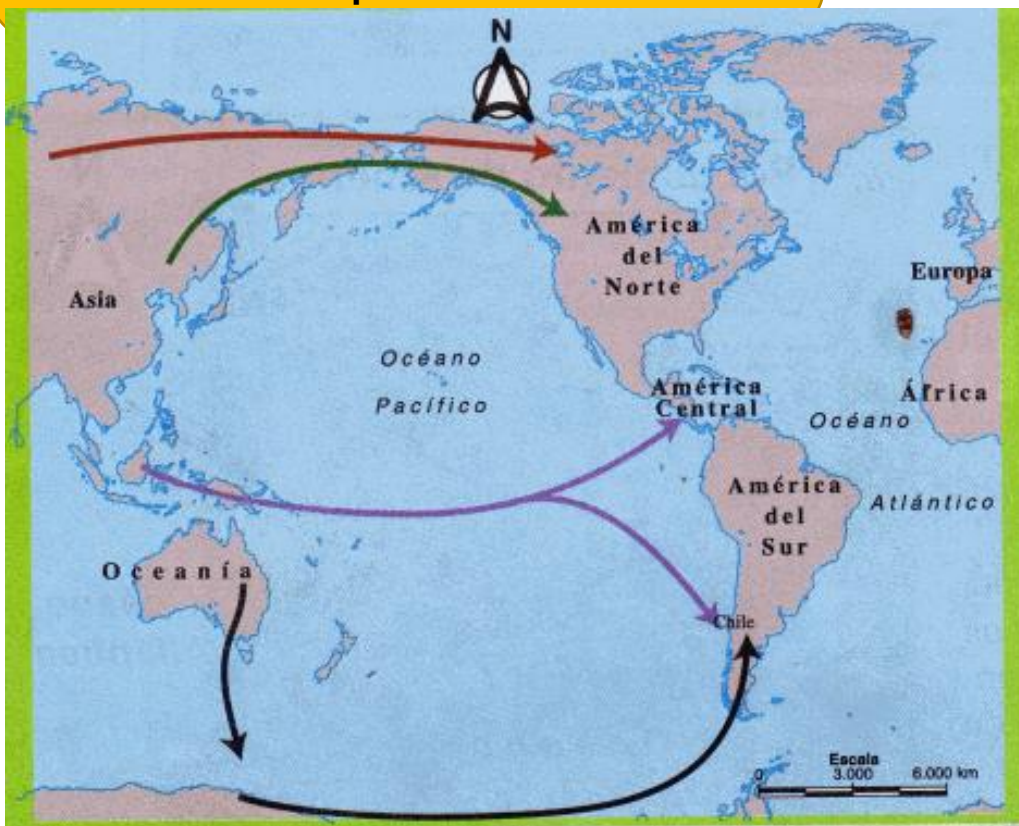 N
América
del
Norte
Europa
Asia
Océano
Pacífico
América
Central
África
Océano
América
del
Sur
Atlántico
Oceanía
Chile
Escala
0 3.000 6.000 km